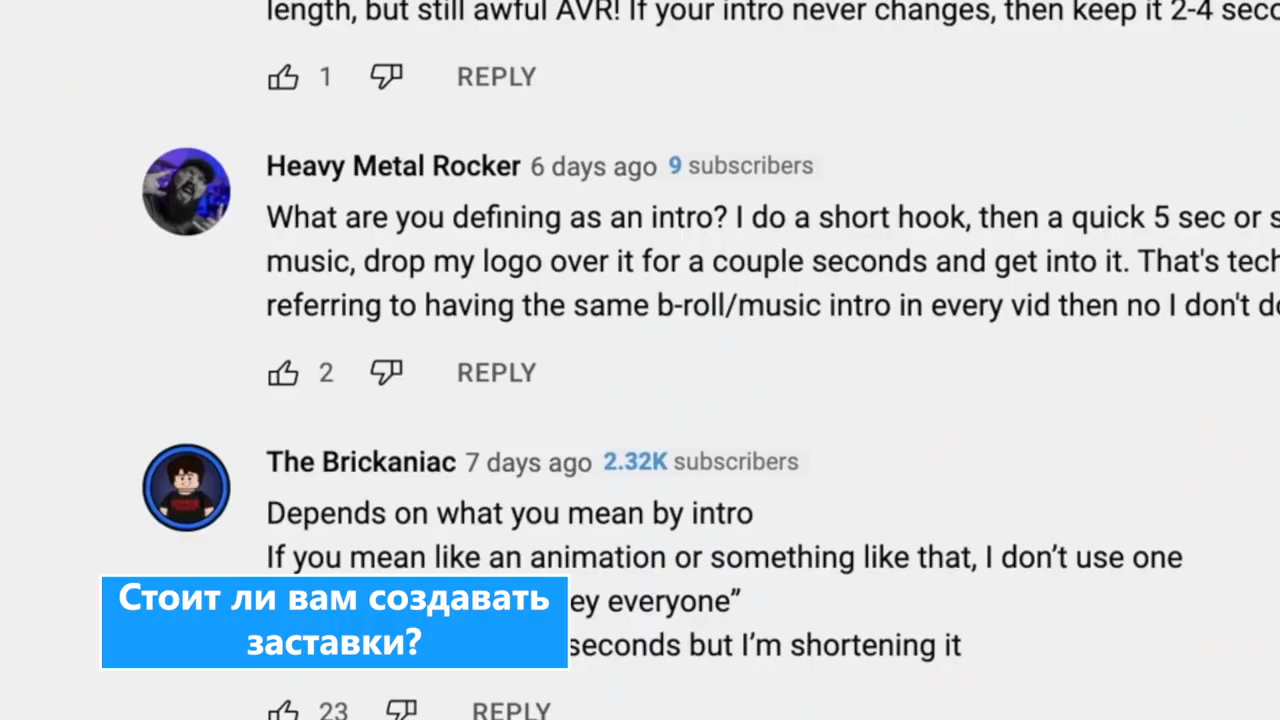 length, but still awful AVR! If your intro never changes, then keep it 2-4
1 REPLY
Heavy Metal Rocker 6 days ago 9 subscribers
What are you defining as an intro? I do a short hook, then a quick 5 sec or
music, drop my logo over it for a couple seconds and get into it. That's
referring to having the same b-roll/music intro in every vid then no I don't
2 REPLY
The Brickaniac 7 days ago 2.32K subscribers
Depends on what you mean by intro
If you mean like an animation or something like that, I don’t use one
everyone”
seconds but I’m shortening it
Стоит ли вам создавать
заставки?
23 REPLY